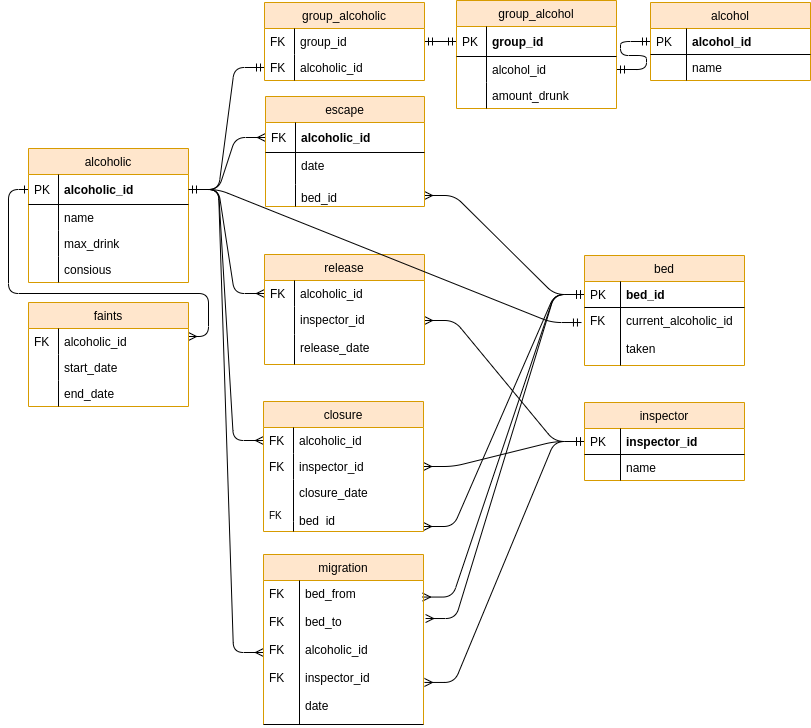 group_alcoholic
FK group_id
FK alcoholic_id
group_alcohol
PK group_id
alcohol_id
amount_drunk
alcohol
PK alcohol_id
name
escape
FK alcoholic_id
date
bed_id
alcoholic
PK alcoholic_id
name
max_drink
consious
faints
FK alcoholic_id
start_date
end_date
release
FK alcoholic_id
inspector_id
release_date
bed
PK bed_id
FK current_alcoholic_id
taken
closure
FK alcoholic_id
FK inspector_id
closure_date
FK bed_id
inspector
PK inspector_id
name
migration
FK bed_from
FK bed_to
FK alcoholic_id
FK inspector_id
date